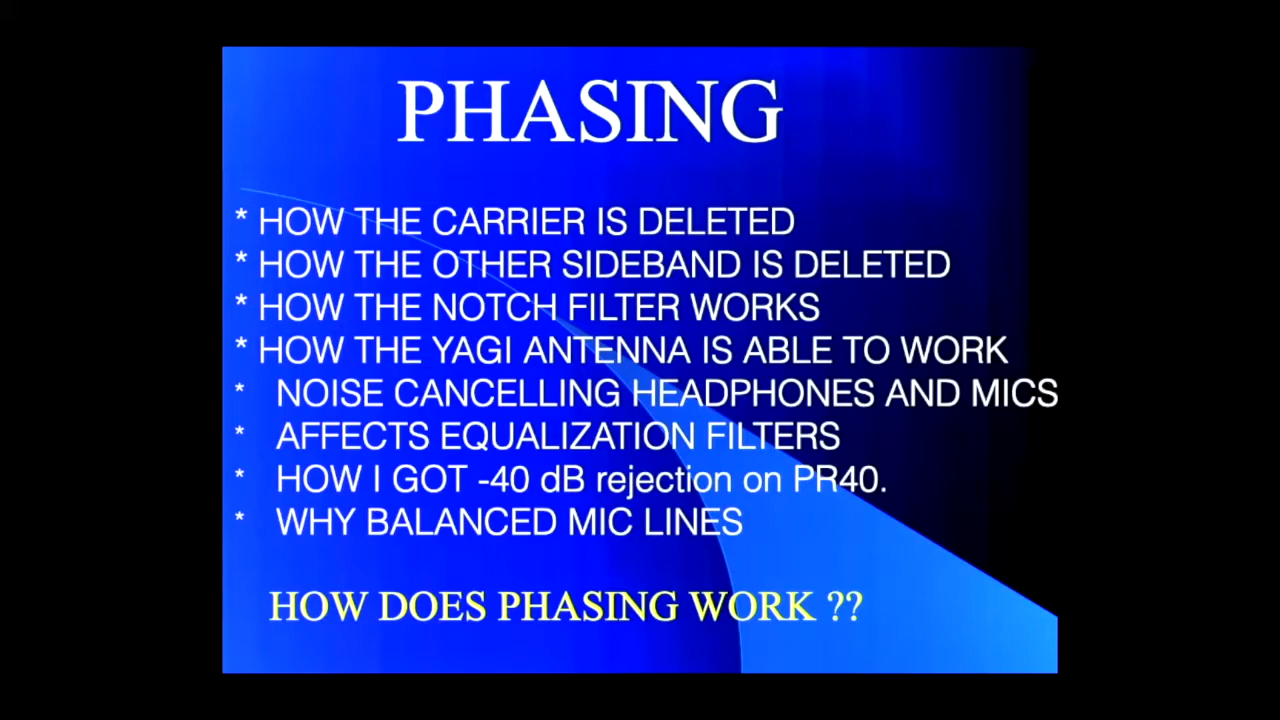 PHASING
* HOW THE CARRIER IS DELETED
* HOW THE OTHER SIDEBAND IS DELETED
* HOW THE NOTCH FILTER WORKS
* HOW THE YAGI ANTENNA IS ABLE TO WORK
* NOISE CANCELLING HEADPHONES AND MICS
* AFFECTS EQUALIZATION FILTERS
* HOW I GOT -40 dB rejection on PR40.
* WHY BALANCED MIC LINES
HOW DOES PHASING WORK ??